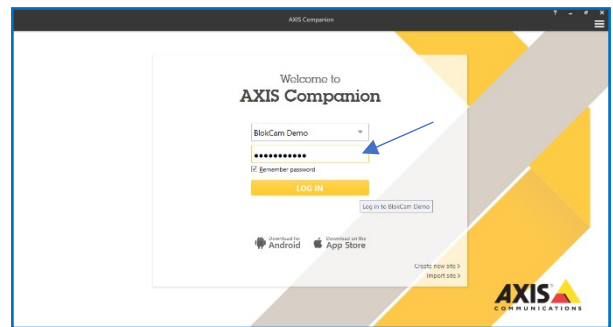 AXIS Companion
Welcome to
AXIS Companion
BlokCam Demo
Remember password
LOG IN
Log in to BlokCam Demo
Download for
Android
Download on the
App Store
Create new site >
Import site >
AXIS
COMMUNICATIONS